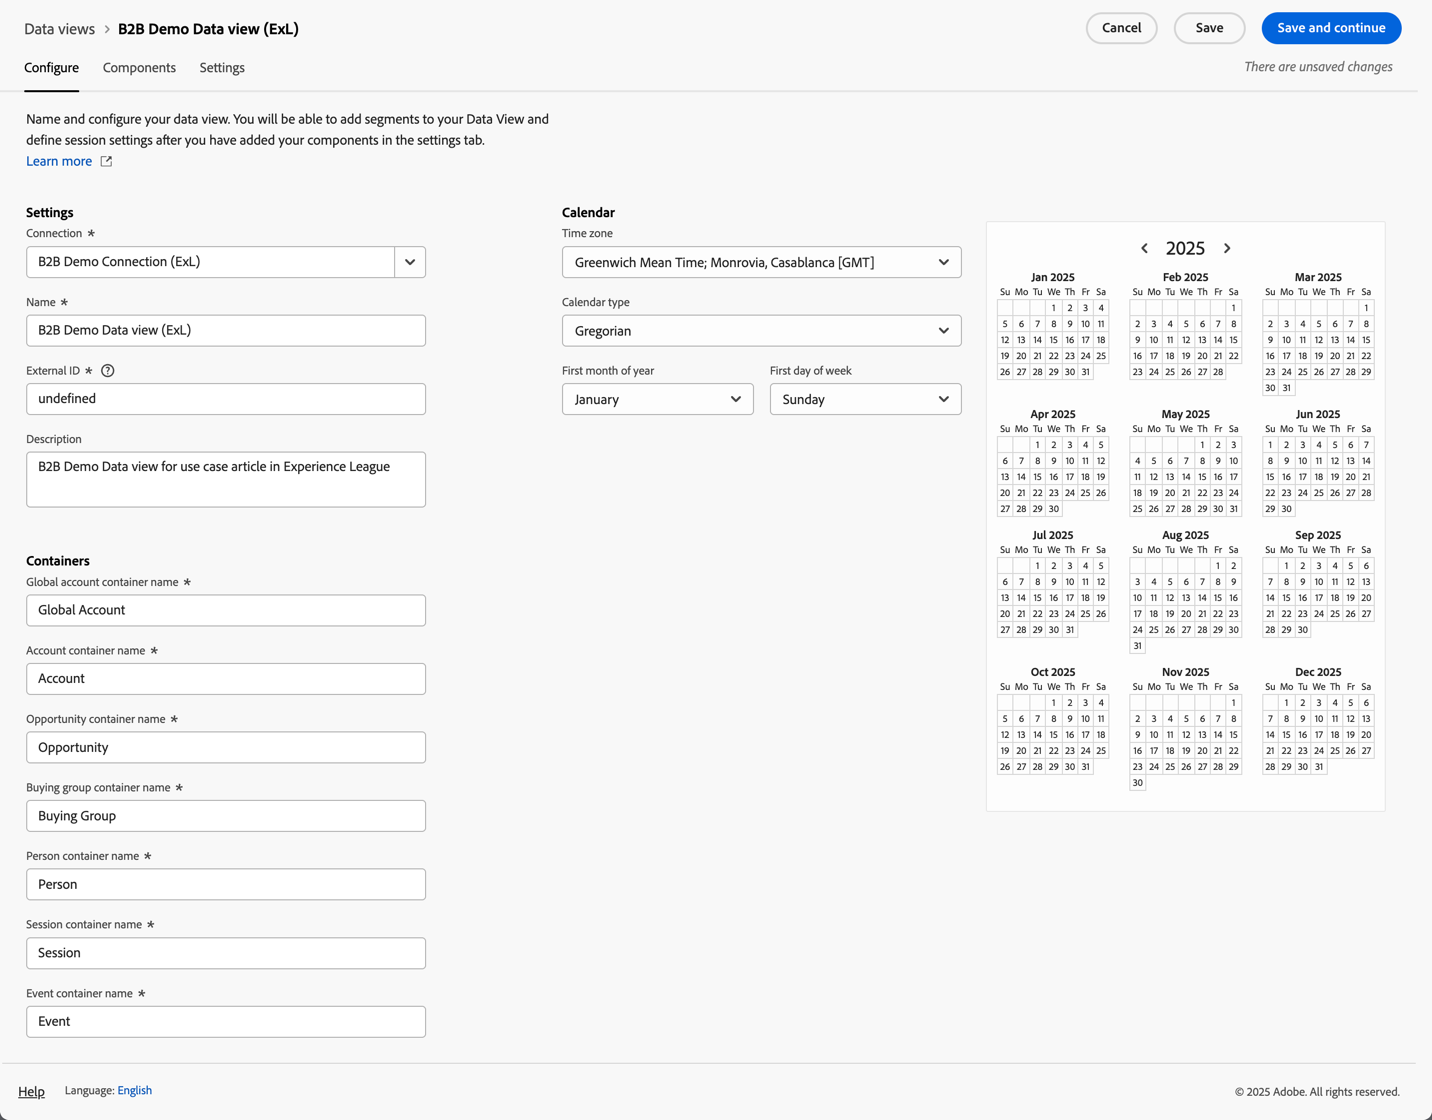 Data views > B2B Demo Data view (ExL)
Cancel
Save
Save and continue
Configure
Components
Settings
There are unsaved changes
Name and configure your data view. You will be able to add segments to your Data View and
define session settings after you have added your components in the settings tab.
Learn more
Settings
Connection *
B2B Demo Connection (ExL)
Name *
B2B Demo Data view (ExL)
External ID * ?
undefined
Description
B2B Demo Data view for use case article in Experience League
Containers
Global account container name *
Global Account
Account container name *
Account
Opportunity container name *
Opportunity
Buying group container name *
Buying Group
Person container name *
Person
Session container name *
Session
Event container name *
Event
Calendar
Time zone
Greenwich Mean Time; Monrovia, Casablanca [GMT]
Calendar type
Gregorian
First month of year
January
First day of week
Sunday
< 2025 >
Jan 2025
Su Mo Tu We Th Fr Sa
1 2 3 4
5 6 7 8 9 10 11
12 13 14 15 16 17 18
19 20 21 22 23 24 25
26 27 28 29 30 31
Feb 2025
Su Mo Tu We Th Fr Sa
1
2 3 4 5 6 7 8
9 10 11 12 13 14 15
16 17 18 19 20 21 22
23 24 25 26 27 28
Mar 2025
Su Mo Tu We Th Fr Sa
1
2 3 4 5 6 7 8
9 10 11 12 13 14 15
16 17 18 19 20 21 22
23 24 25 26 27 28 29
30 31
Apr 2025
Su Mo Tu We Th Fr Sa
1 2 3 4 5
6 7 8 9 10 11 12
13 14 15 16 17 18 19
20 21 22 23 24 25 26
27 28 29 30
May 2025
Su Mo Tu We Th Fr Sa
1 2 3
4 5 6 7 8 9 10
11 12 13 14 15 16 17
18 19 20 21 22 23 24
25 26 27 28 29 30 31
Jun 2025
Su Mo Tu We Th Fr Sa
1 2 3 4 5 6 7
8 9 10 11 12 13 14
15 16 17 18 19 20 21
22 23 24 25 26 27 28
29 30
Jul 2025
Su Mo Tu We Th Fr Sa
1 2 3 4 5
6 7 8 9 10 11 12
13 14 15 16 17 18 19
20 21 22 23 24 25 26
27 28 29 30 31
Aug 2025
Su Mo Tu We Th Fr Sa
1 2
3 4 5 6 7 8 9
10 11 12 13 14 15 16
17 18 19 20 21 22 23
24 25 26 27 28 29 30
31
Sep 2025
Su Mo Tu We Th Fr Sa
1 2 3 4 5 6
7 8 9 10 11 12 13
14 15 16 17 18 19 20
21 22 23 24 25 26 27
28 29 30
Oct 2025
Su Mo Tu We Th Fr Sa
1 2 3 4
5 6 7 8 9 10 11
12 13 14 15 16 17 18
19 20 21 22 23 24 25
26 27 28 29 30 31
Nov 2025
Su Mo Tu We Th Fr Sa
1
2 3 4 5 6 7 8
9 10 11 12 13 14 15
16 17 18 19 20 21 22
23 24 25 26 27 28 29
30
Dec 2025
Su Mo Tu We Th Fr Sa
1 2 3 4 5 6
7 8 9 10 11 12 13
14 15 16 17 18 19 20
21 22 23 24 25 26 27
28 29 30 31
Help
Language: English
© 2025 Adobe. All rights reserved.